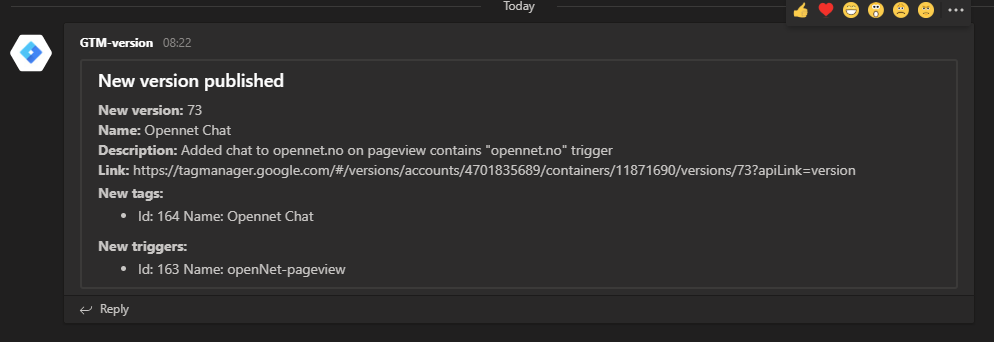 Today
GTM-version 08:22
New version published
New version: 73
Name: Opennet Chat
Description: Added chat to opennet.no on pageview contains "opennet.no" trigger
Link: https://tagmanager.google.com/#/versions/accounts/4701835689/containers/11871690/versions/73?apiLink=version
New tags:
• Id: 164 Name: Opennet Chat
New triggers:
• Id: 163 Name: openNet-pageview
Reply